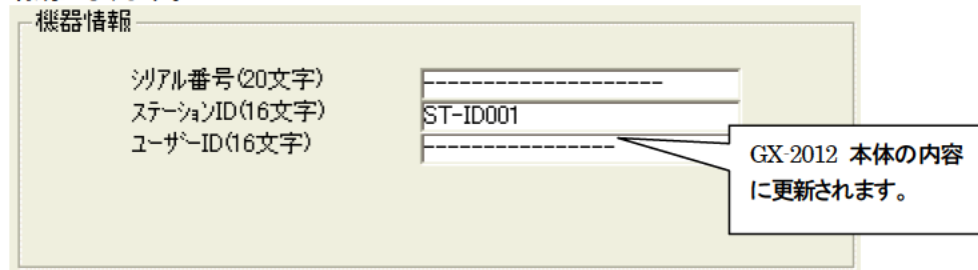 機器情報
シリアル番号(20文字)
--------------------
ステーションID(16文字)
ST-ID001
ユーザーID(16文字)
----------------
GX-2012 本体の内容
に更新されます。